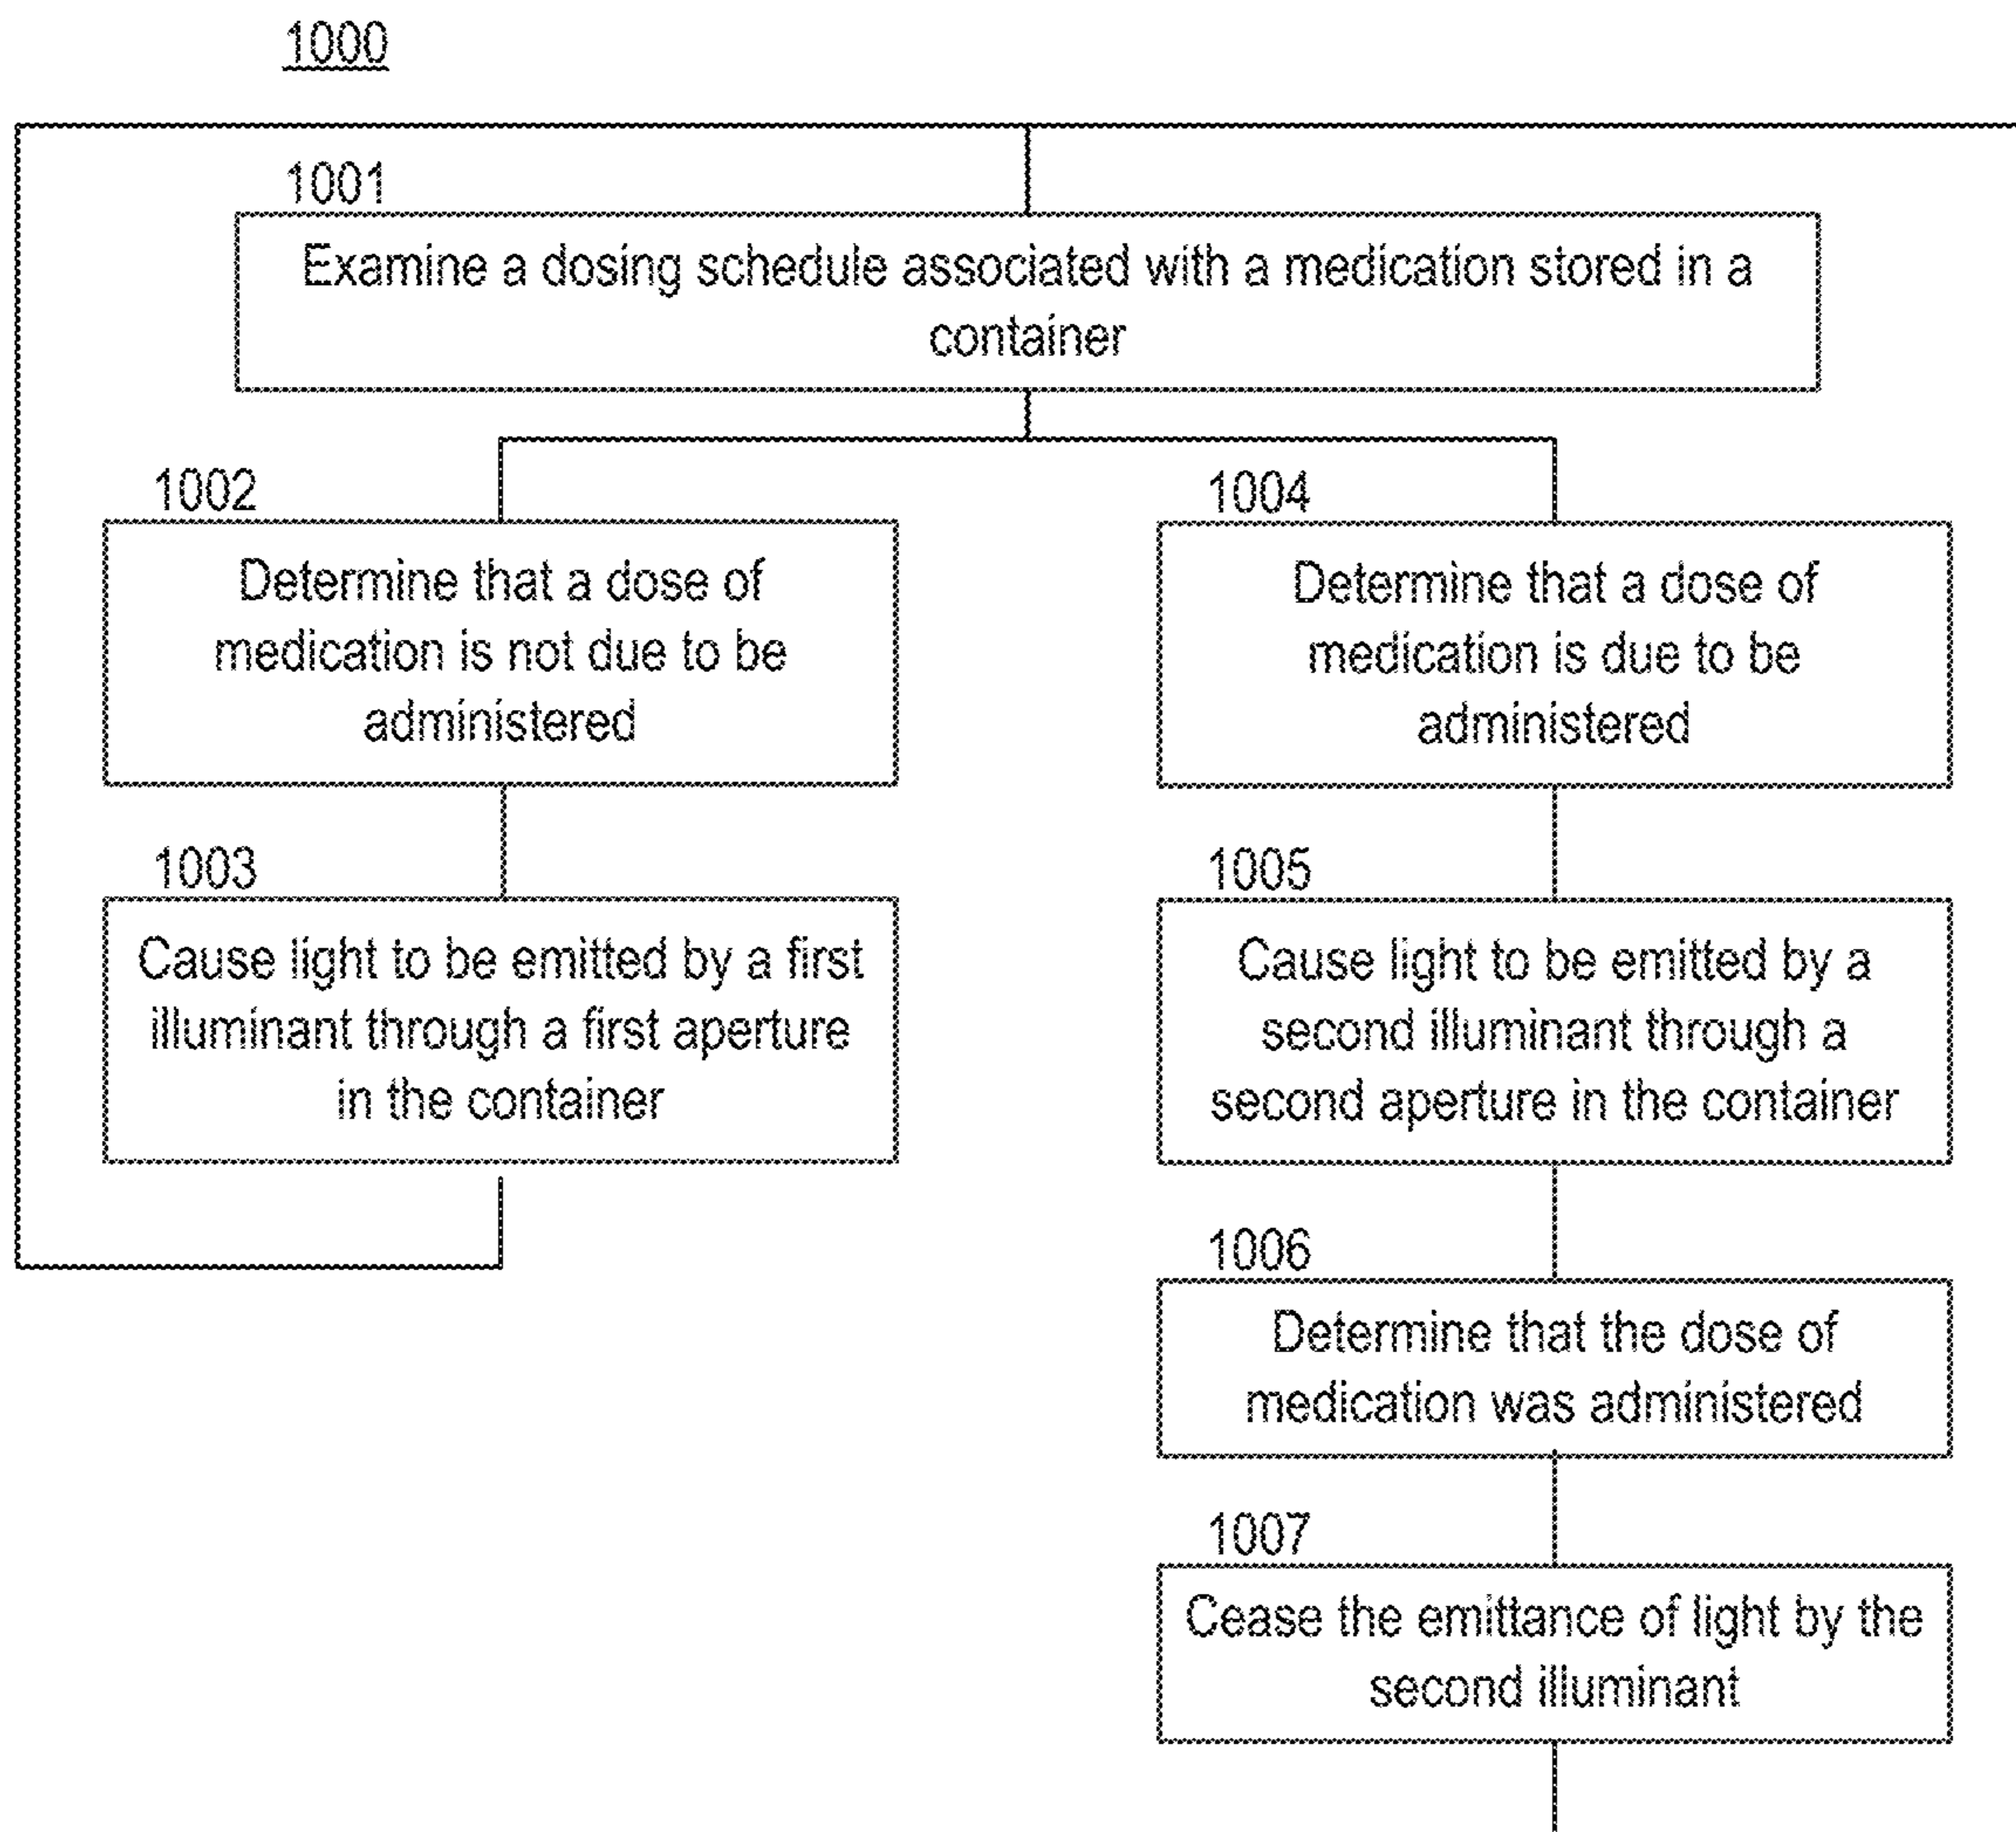 1000
1001
Examine a dosing schedule associated with a medication stored in a
container
1002
Determine that a dose of
medication is not due to be
administered
1003
Cause light to be emitted by a first
illuminant through a first aperture
in the container
1004
Determine that a dose of
medication is due to be
administered
1005
Cause light to be emitted by a
second illuminant through a
second aperture in the container
1006
Determine that the dose of
medication was administered
1007
Cease the emittance of light by the
second illuminant